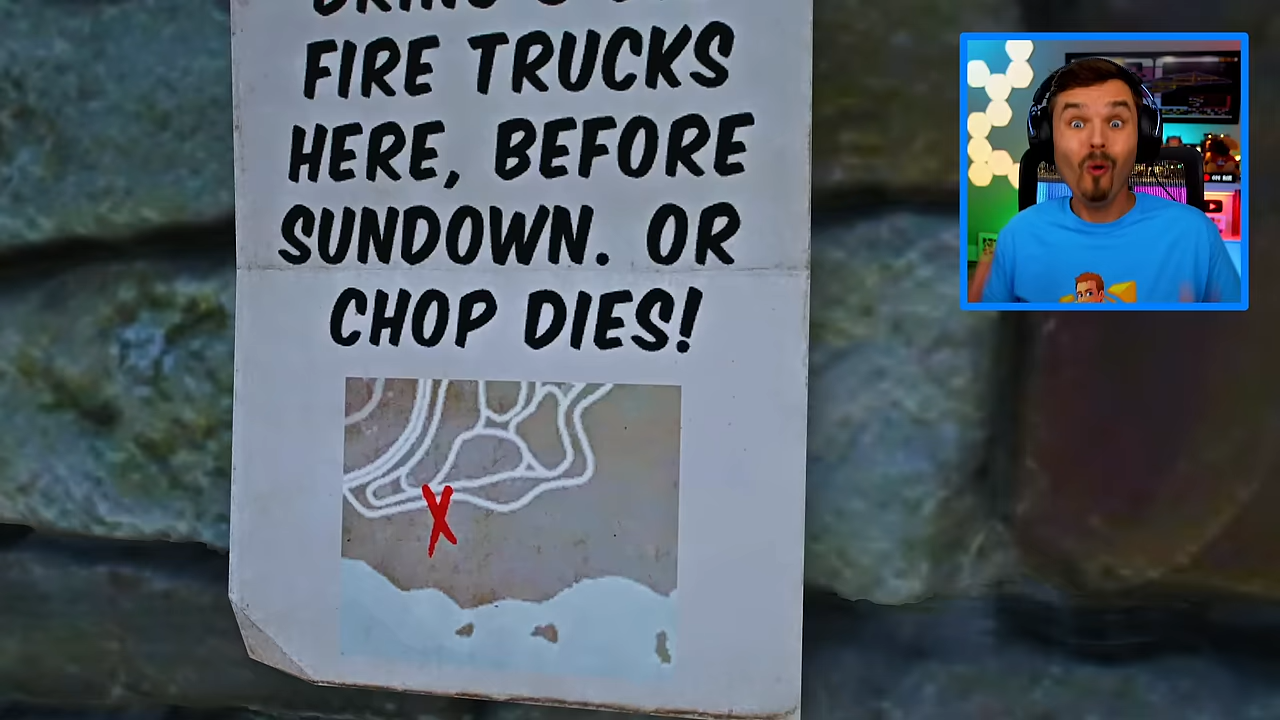 FIRE TRUCKS
HERE, BEFORE
SUNDOWN. OR
CHOP DIES!